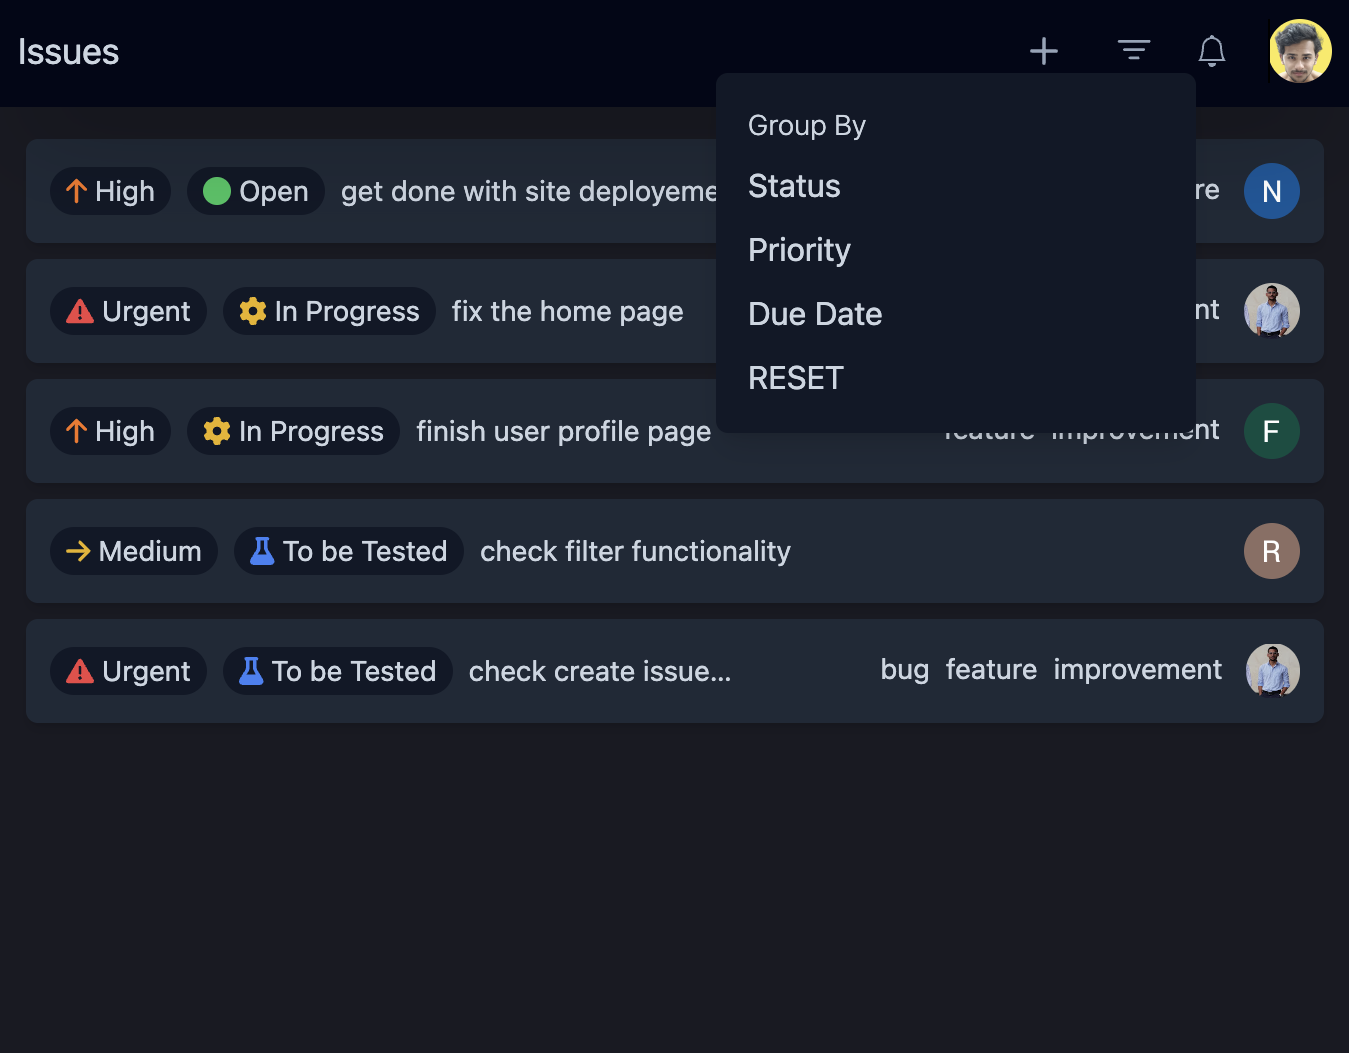 Issues
Group By
Status
Priority
Due Date
RESET
High Open get done with site deployeme re N
Urgent In Progress fix the home page nt
High In Progress finish user profile page feature improvement F
Medium To be Tested check filter functionality R
Urgent To be Tested check create issue... bug feature improvement